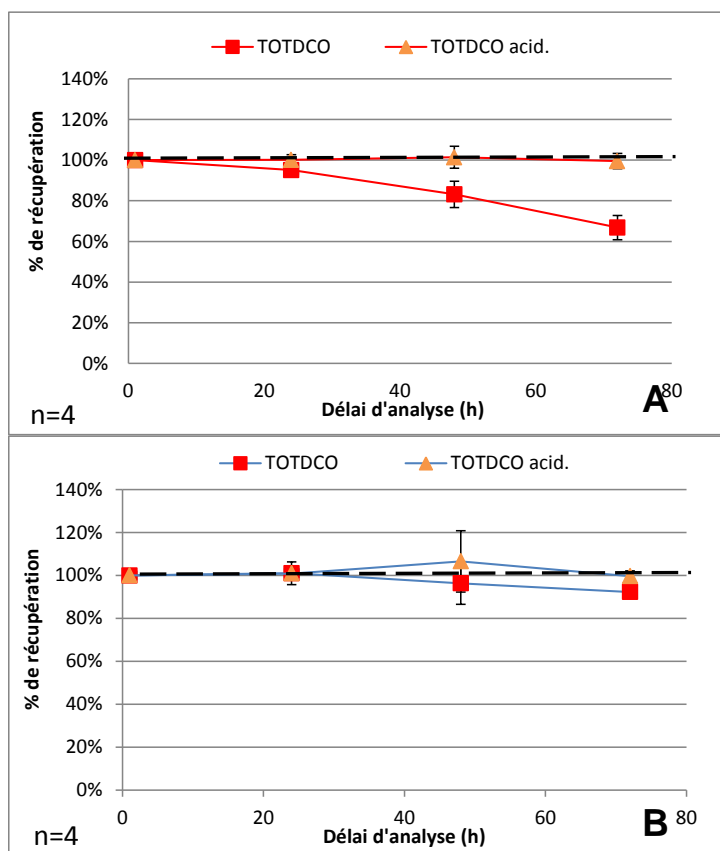 TOTDCO TOTDCO acid.
140%
120%
100%
80%
60%
40%
20%
0%
% de récupération
0 20 40 60 80
Délai d'analyse (h)
n=4
A
TOTDCO TOTDCO acid.
140%
120%
100%
80%
60%
40%
20%
0%
% de récupération
0 20 40 60 80
Délai d'analyse (h)
n=4
B